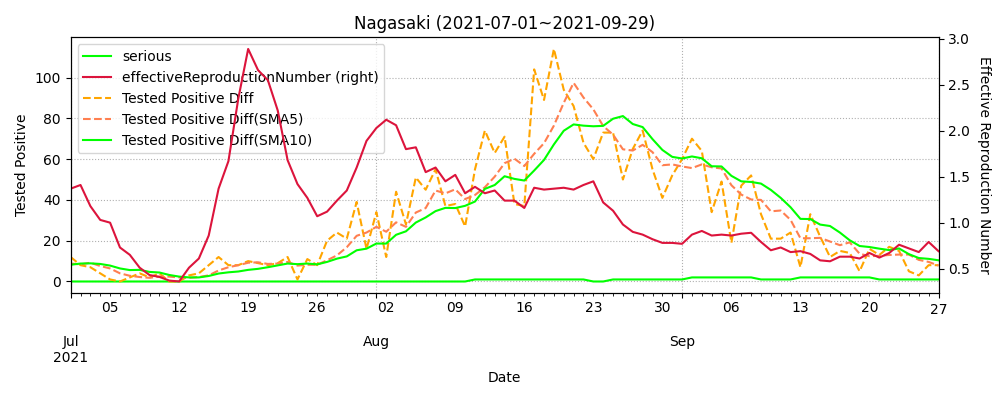 Nagasaki (2021-07-01~2021-09-29)
serious
effectiveReproductionNumber (right)
Tested Positive Diff
Tested Positive Diff(SMA5)
Tested Positive Diff(SMA10)
Tested Positive
100
80
60
40
20
0
3.0
2.5
2.0
1.5
1.0
0.5
Effective Reproduction Number
05 12 19 26 02 09 16 23 30 06 13 20 27
Jul Aug Sep
2021
Date